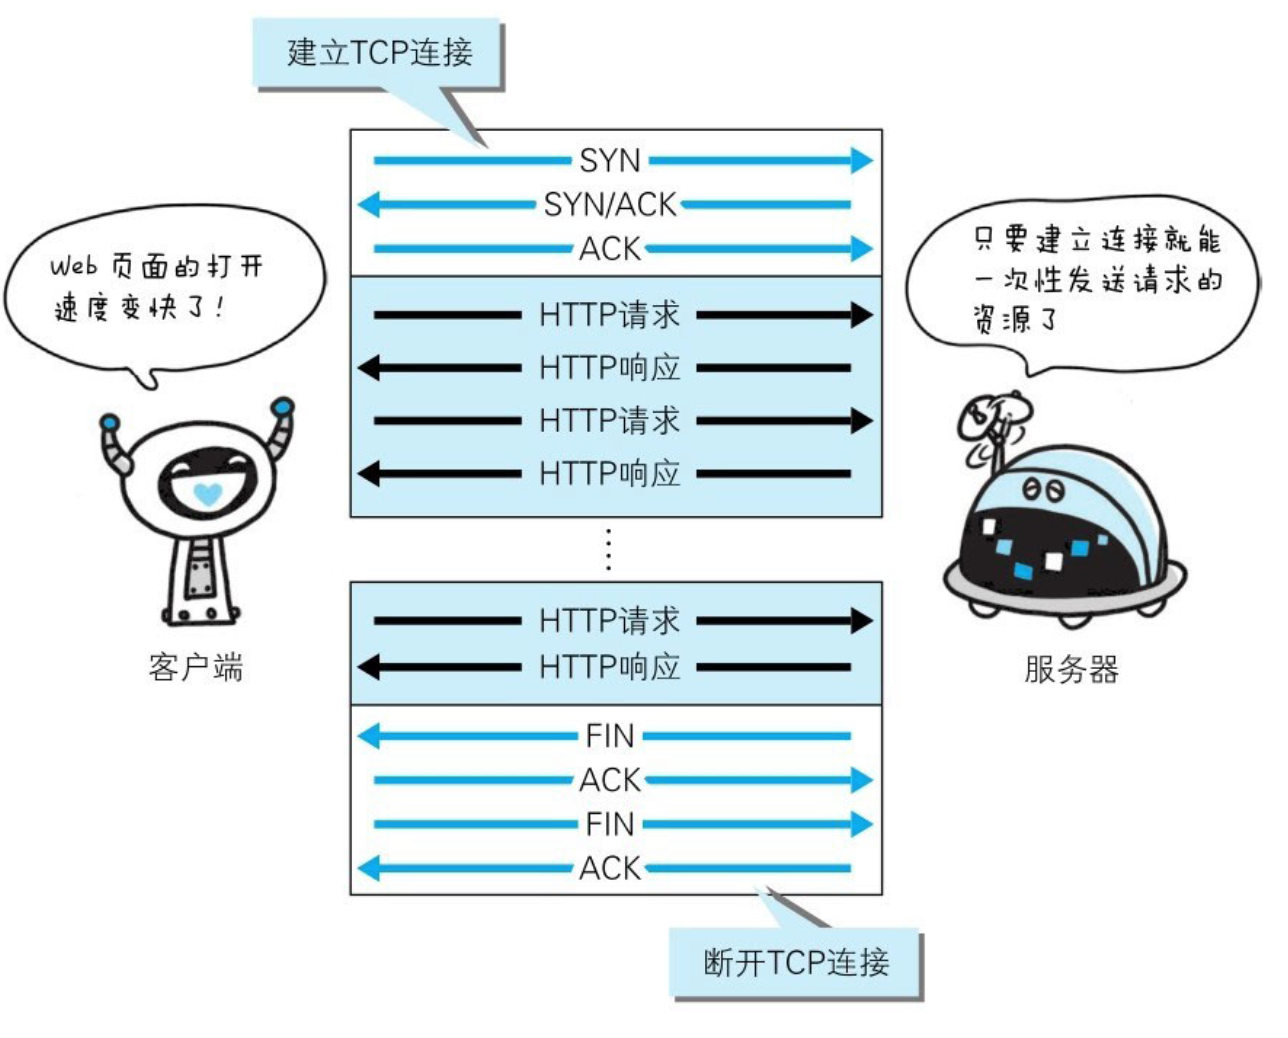 建立TCP连接
SYN
SYN/ACK
ACK
Web 页面的打开
速度变快了!
只要建立连接就能
一次性发送请求的
资源了
HTTP请求
HTTP响应
HTTP请求
HTTP响应
HTTP请求
HTTP响应
客户端
服务器
FIN
ACK
FIN
ACK
断开TCP连接